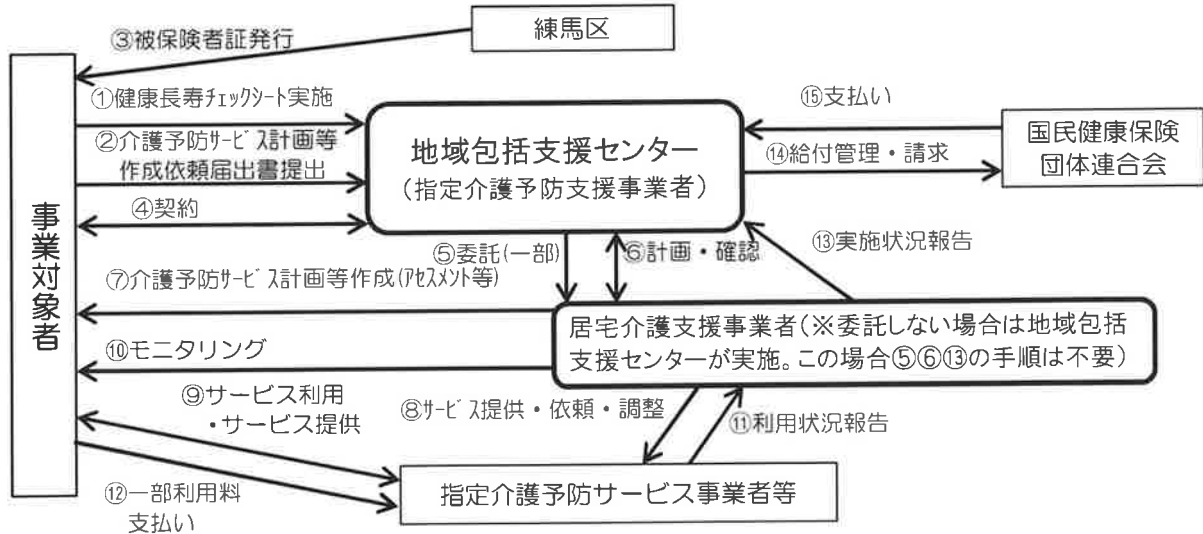 練馬区
③被保険者証発行
①健康長寿チェックシート実施
②介護予防サービス計画等
作成依頼届出書提出
④契約
地域包括支援センター
(指定介護予防支援事業者)
⑮支払い
⑭給付管理・請求
国民健康保険
団体連合会
事業対象者
⑤委託(一部)
⑥計画・確認
⑬実施状況報告
⑦介護予防サービス計画等作成(アセスメント等)
居宅介護支援事業者(※委託しない場合は地域包括
支援センターが実施。この場合⑤⑥⑬の手順は不要)
⑩モニタリング
⑨サービス利用
・サービス提供
⑧サービス提供・依頼・調整
⑪利用状況報告
指定介護予防サービス事業者等
⑫一部利用料
支払い